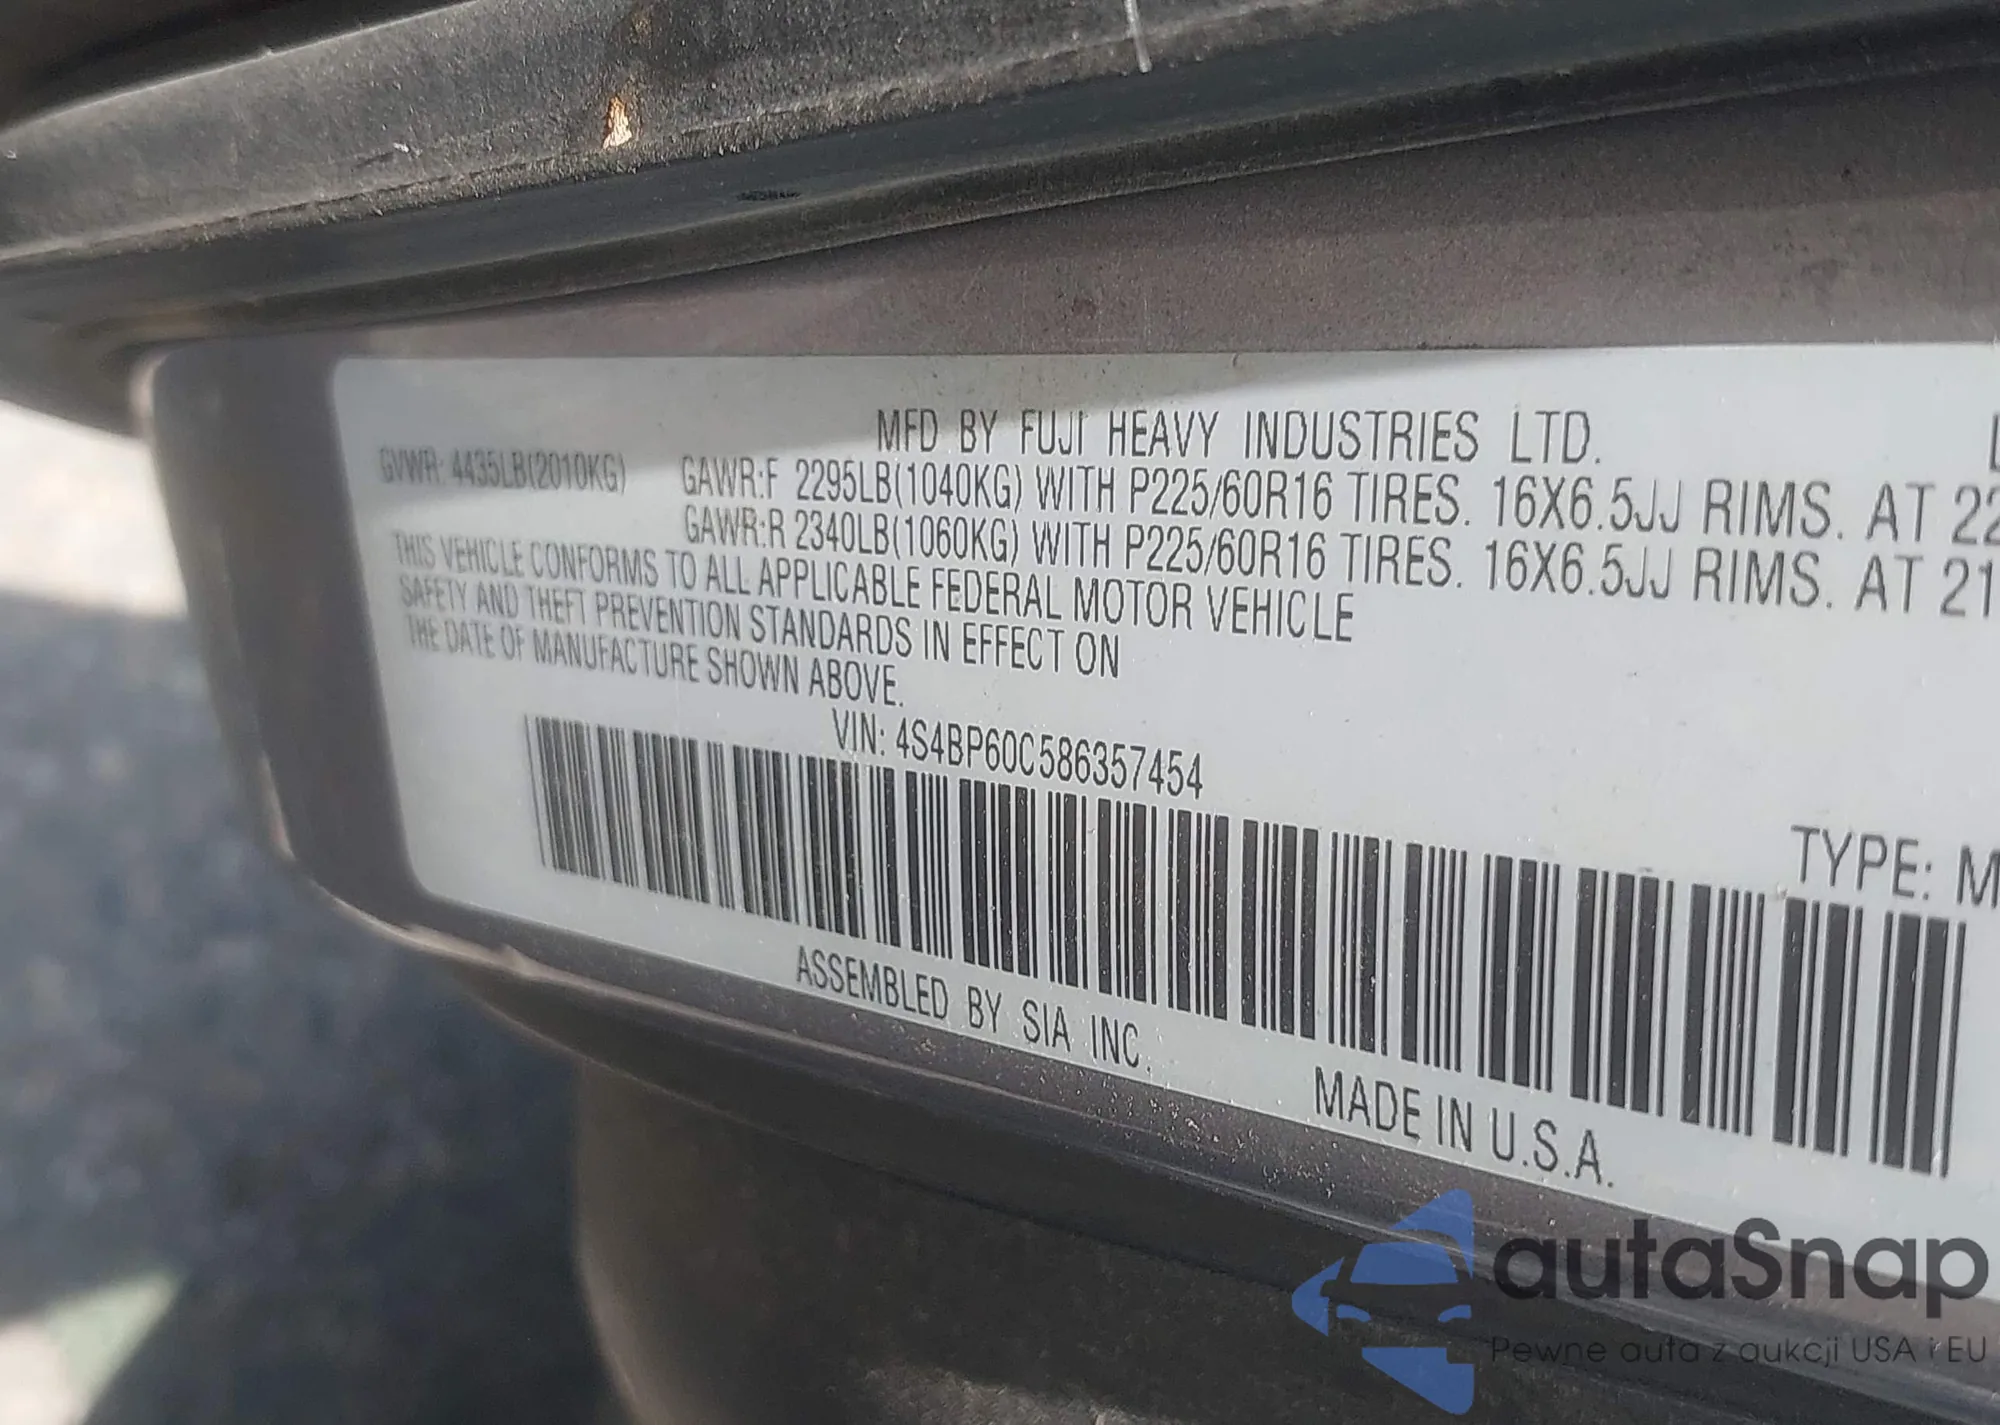 MFD BY FUJI HEAVY INDUSTRIES LTD.
GVWR: 4435LB(2010KG) GAWR:F 2295LB(1040KG) WITH P225/60R16 TIRES. 16X6.5JJ RIMS. AT 22
GAWR:R 2340LB(1060KG) WITH P225/60R16 TIRES. 16X6.5JJ RIMS. AT 21
THIS VEHICLE CONFORMS TO ALL APPLICABLE FEDERAL MOTOR VEHICLE
SAFETY AND THEFT PREVENTION STANDARDS IN EFFECT ON
THE DATE OF MANUFACTURE SHOWN ABOVE.
VIN: 4S4BP60C586357454
TYPE: M
ASSEMBLED BY SIA INC.
MADE IN U.S.A.
autaSnap
Pewne auta z aukcji USA i EU